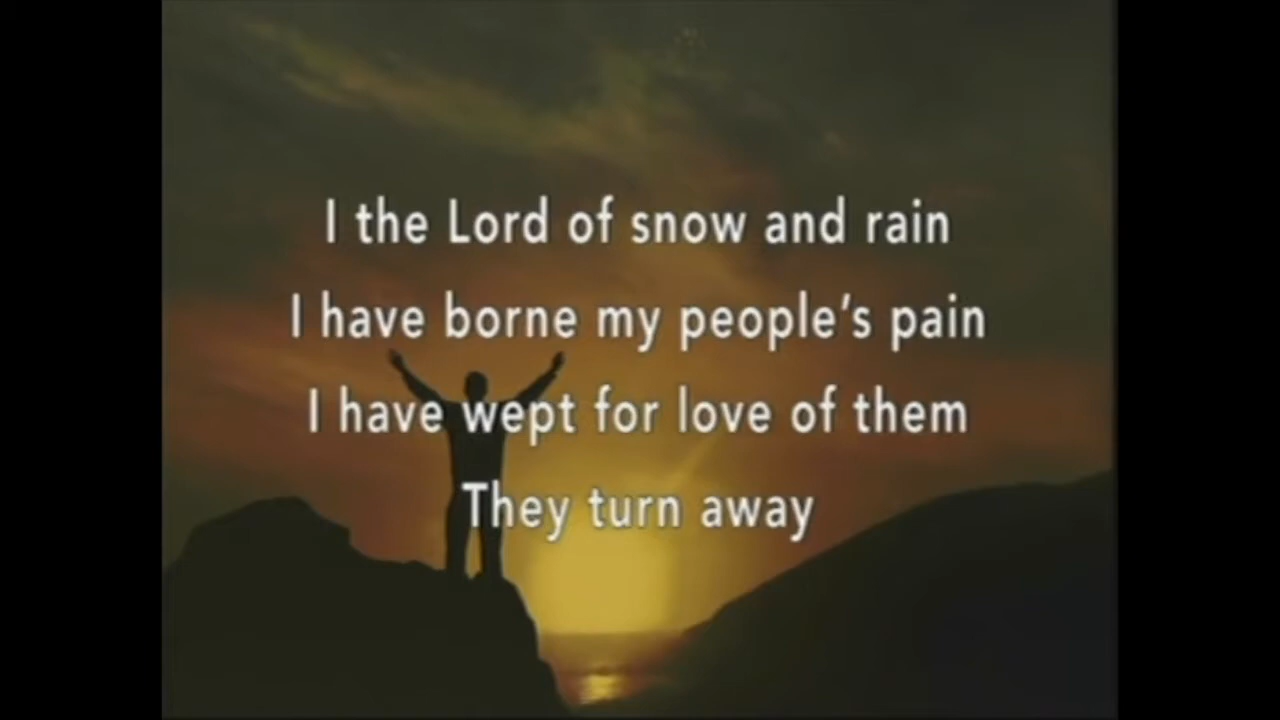 I the Lord of snow and rain
I have borne my people's pain
I have wept for love of them
They turn away